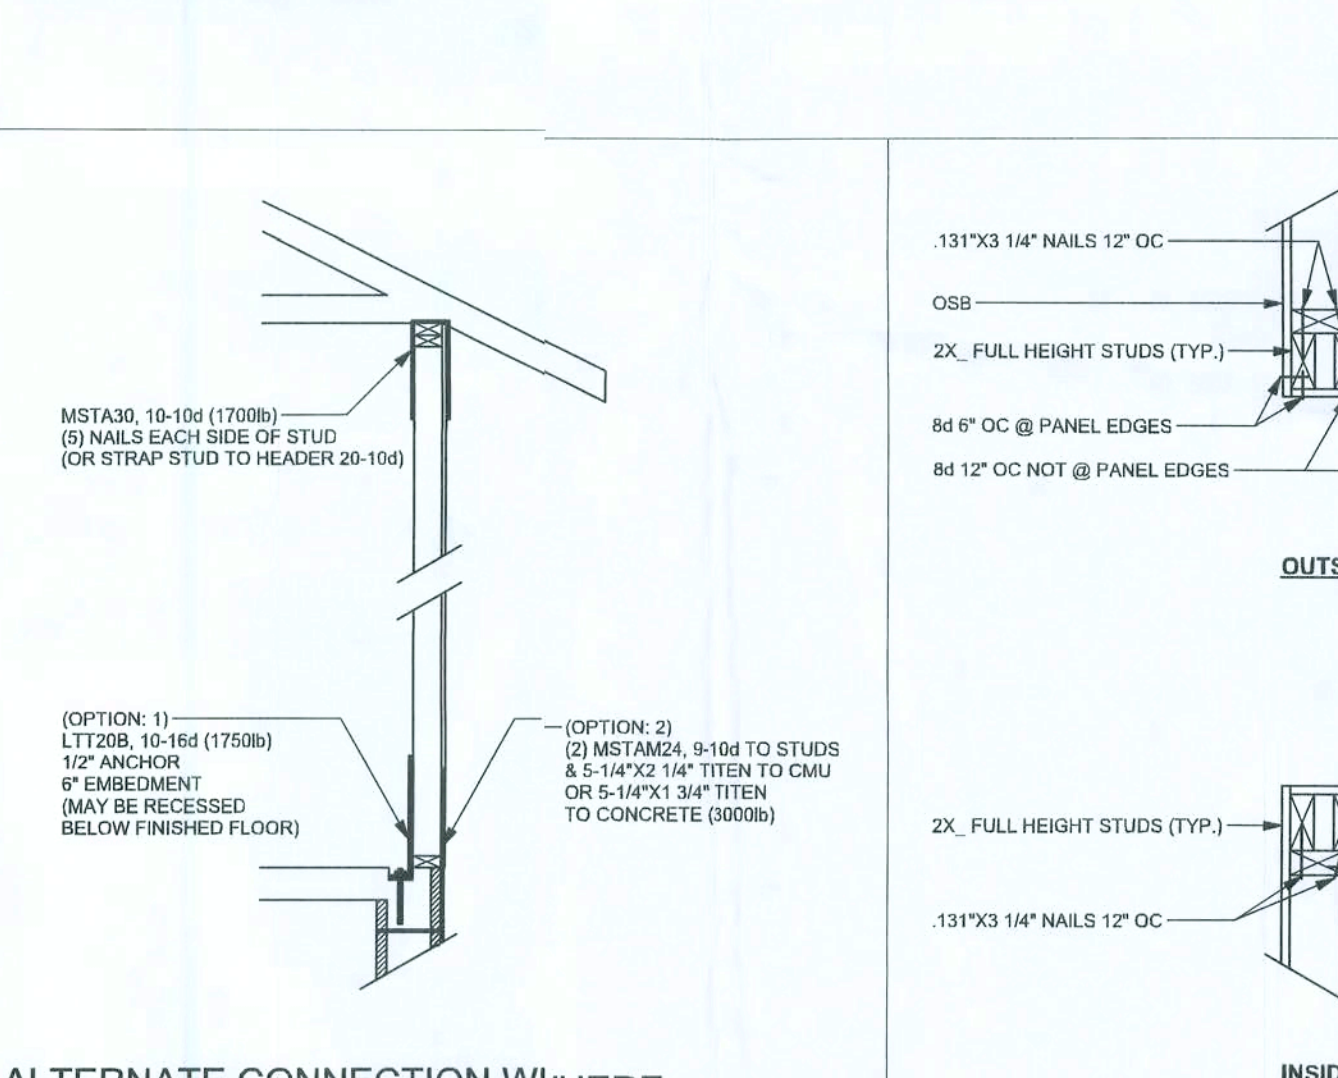 MSTA30, 10-10d (1700lb)
(5) NAILS EACH SIDE OF STUD
(OR STRAP STUD TO HEADER 20-10d)
(OPTION: 1)
LTT20B, 10-16d (1750lb)
1/2" ANCHOR
6" EMBEDMENT
(MAY BE RECESSED
BELOW FINISHED FLOOR)
(OPTION: 2)
(2) MSTAM24, 9-10d TO STUDS
& 5-1/4"X2 1/4" TITEN TO CMU
OR 5-1/4"X1 3/4" TITEN
TO CONCRETE (3000lb)
ALTERNATE CONNECTION WHERE
.131"X3 1/4" NAILS 12" OC
OSB
2X_ FULL HEIGHT STUDS (TYP.)
8d 6" OC @ PANEL EDGES
8d 12" OC NOT @ PANEL EDGES
OUTS
2X_ FULL HEIGHT STUDS (TYP.)
.131"X3 1/4" NAILS 12" OC
INSID